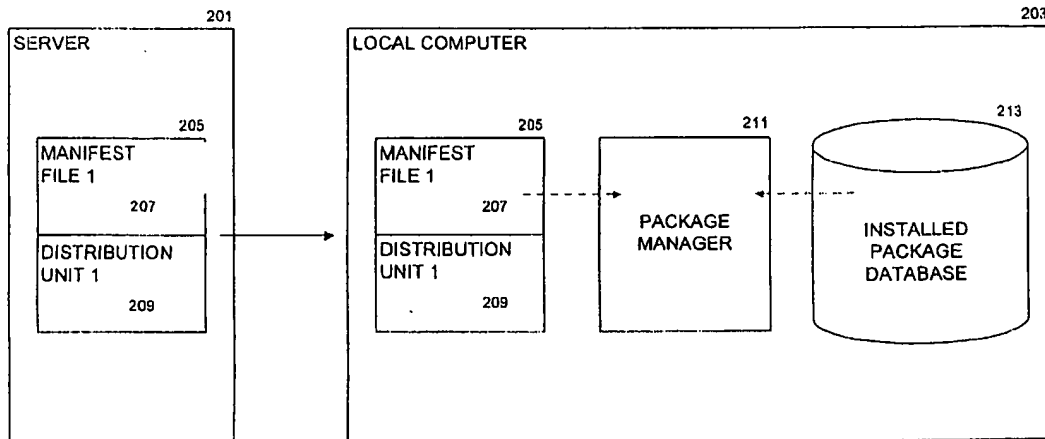 201
SERVER
205
MANIFEST
FILE 1
207
DISTRIBUTION
UNIT 1
209
203
LOCAL COMPUTER
205
MANIFEST
FILE 1
207
DISTRIBUTION
UNIT 1
209
211
PACKAGE
MANAGER
213
INSTALLED
PACKAGE
DATABASE